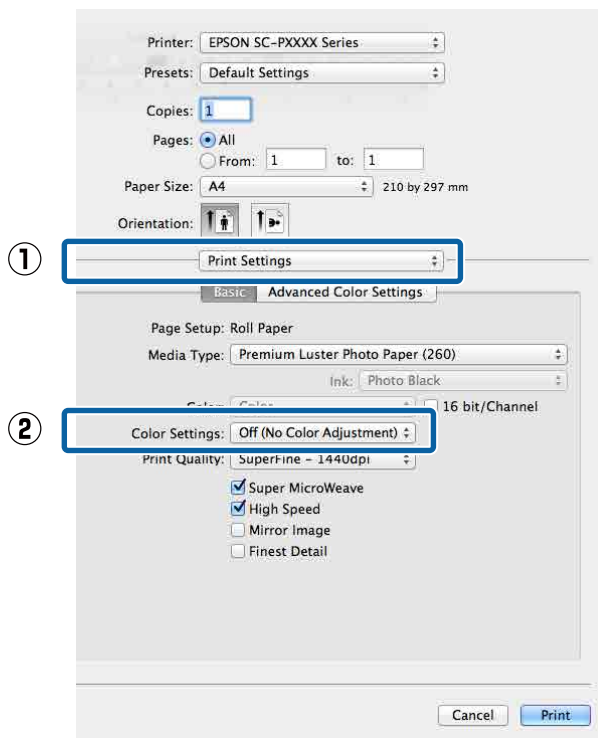 Printer: EPSON SC-PXXXX Series
Presets: Default Settings
Copies: 1
Pages: All
From: 1 to: 1
Paper Size: A4 210 by 297 mm
Orientation:
① Print Settings
Basic Advanced Color Settings
Page Setup: Roll Paper
Media Type: Premium Luster Photo Paper (260)
Ink: Photo Black
Color: Color 16 bit/Channel
② Color Settings: Off (No Color Adjustment)
Print Quality: SuperFine – 1440dpi
Super MicroWeave
High Speed
Mirror Image
Finest Detail
Cancel Print